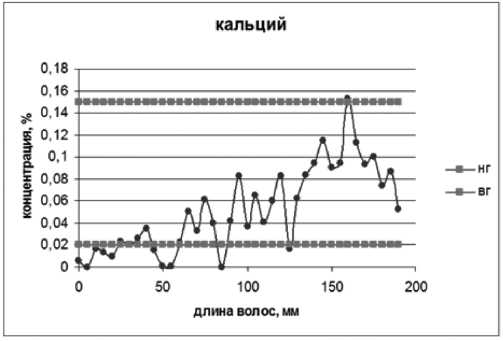 кальций
концентрация, %
0,18
0,16
0,14
0,12
0,1
0,08
0,06
0,04
0,02
0
0 50 100 150 200
длина волос, мм
нг
вг